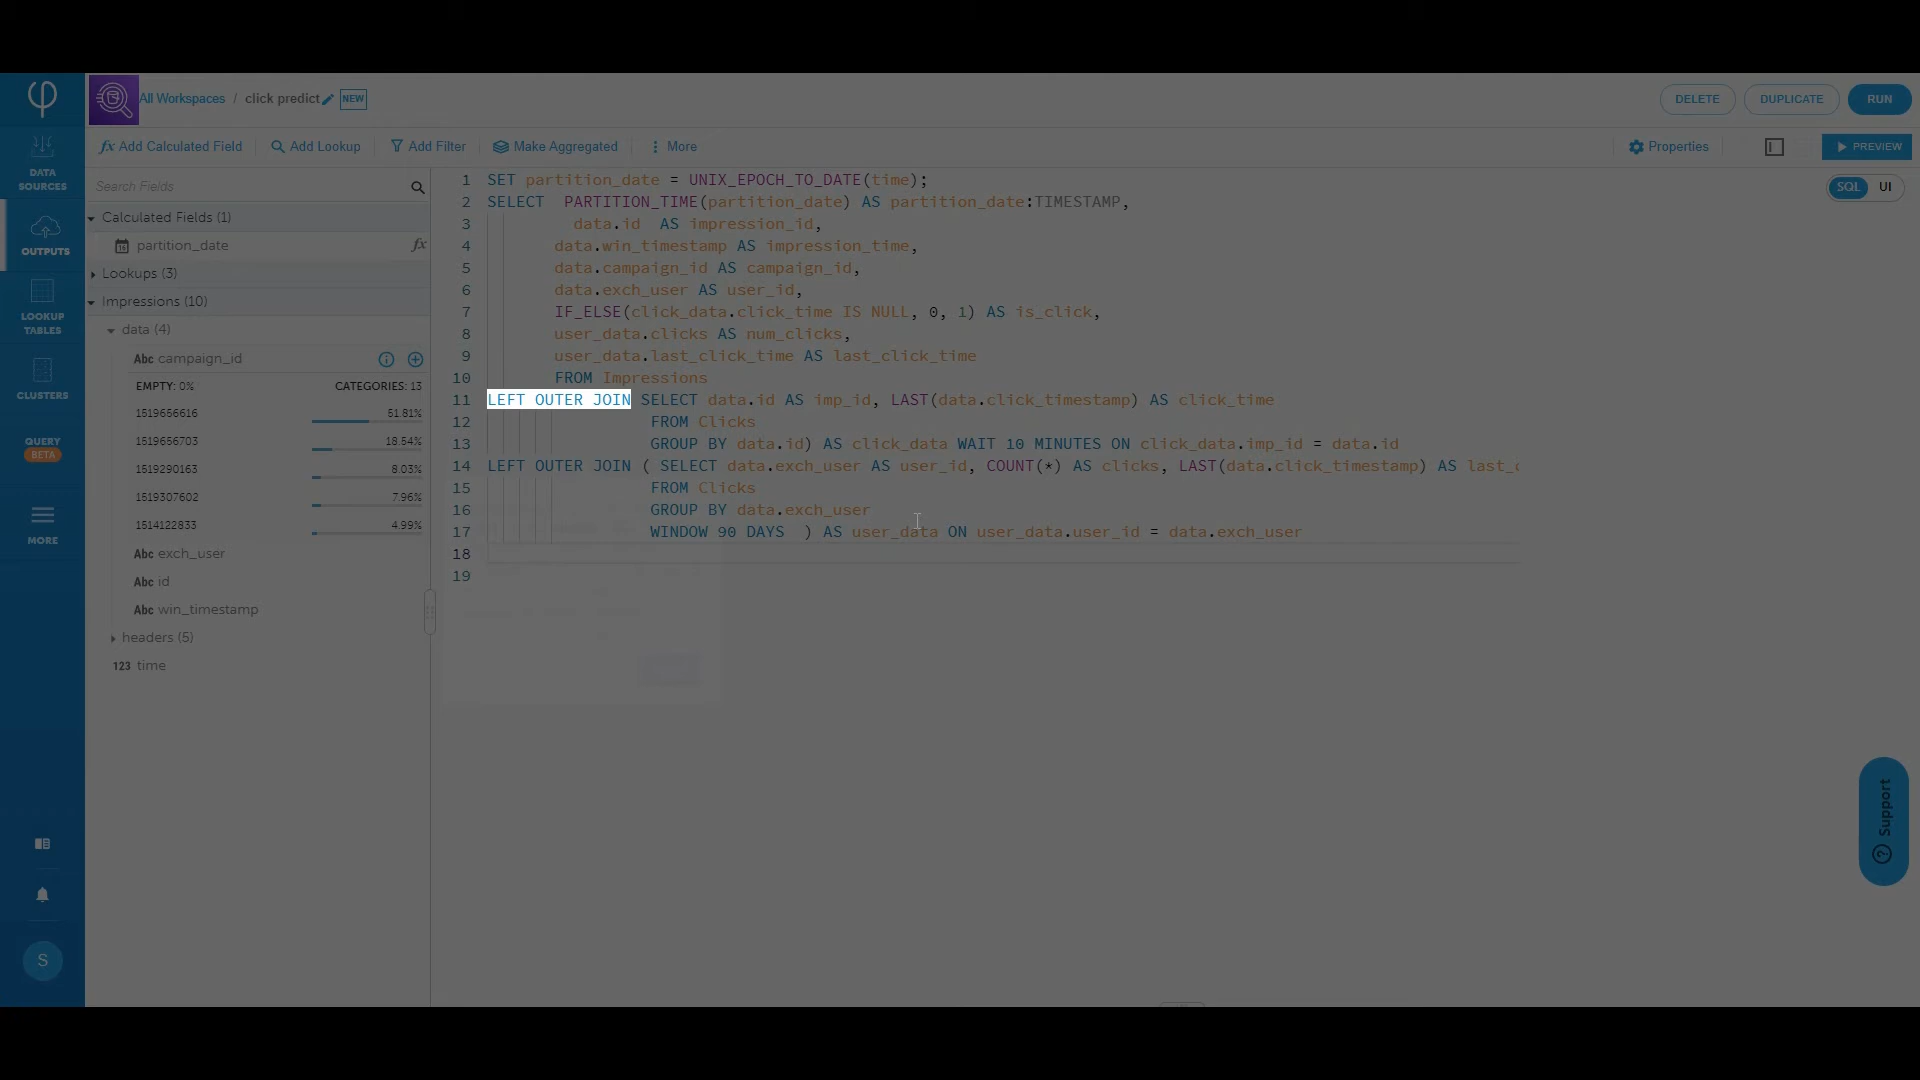 φ
All Workspaces / click predict NEW
DELETE
DUPLICATE
RUN
fx Add Calculated Field
Add Lookup
Add Filter
Make Aggregated
More
Properties
PREVIEW
SQL
UI
DATA
SOURCES
OUTPUTS
LOOKUP
TABLES
CLUSTERS
QUERY
BETA
MORE
S
Search Fields
Calculated Fields (1)
partition_date fx
Lookups (3)
Impressions (10)
data (4)
Abc campaign_id
EMPTY: 0% CATEGORIES: 13
1519656616 51.81%
1519656703 18.54%
1519290163 8.03%
1519307602 7.96%
1514122833 4.99%
Abc exch_user
Abc id
Abc win_timestamp
headers (5)
123 time
1 SET partition_date = UNIX_EPOCH_TO_DATE(time);
2 SELECT PARTITION_TIME(partition_date) AS partition_date:TIMESTAMP,
3 data.id AS impression_id,
4 data.win_timestamp AS impression_time,
5 data.campaign_id AS campaign_id,
6 data.exch_user AS user_id,
7 IF_ELSE(click_data.click_time IS NULL, 0, 1) AS is_click,
8 user_data.clicks AS num_clicks,
9 user_data.last_click_time AS last_click_time
10 FROM Impressions
11 LEFT OUTER JOIN SELECT data.id AS imp_id, LAST(data.click_timestamp) AS click_time
12 FROM Clicks
13 GROUP BY data.id) AS click_data WAIT 10 MINUTES ON click_data.imp_id = data.id
14 LEFT OUTER JOIN ( SELECT data.exch_user AS user_id, COUNT(*) AS clicks, LAST(data.click_timestamp) AS last_c
15 FROM Clicks
16 GROUP BY data.exch_user
17 WINDOW 90 DAYS ) AS user_data ON user_data.user_id = data.exch_user
18
19
Support